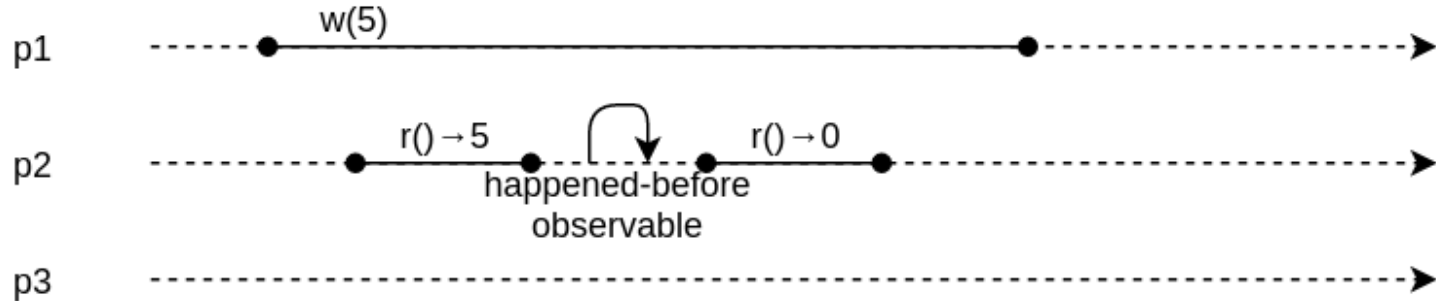 w(5)
p1
r()→5
r()→0
p2
happened-before
observable
p3